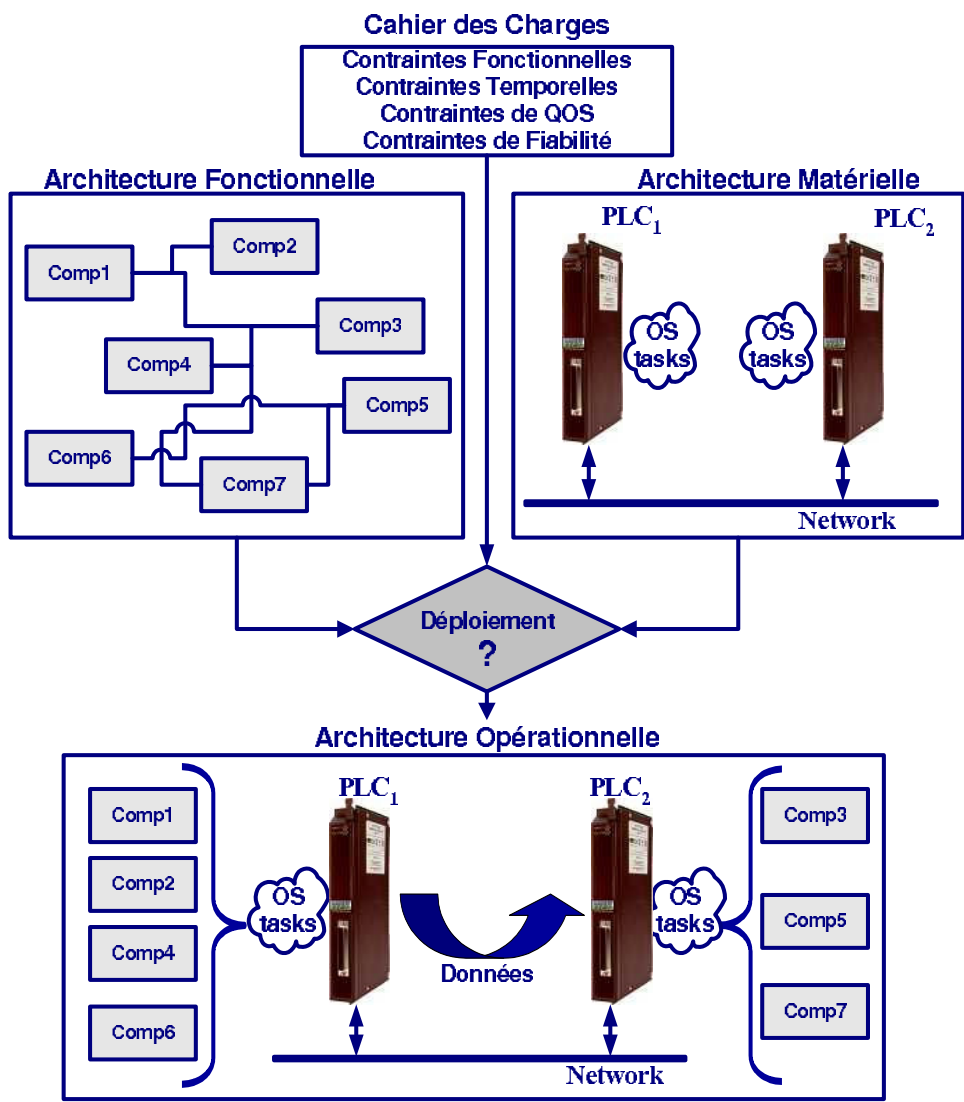 Cahier des Charges
Contraintes Fonctionnelles
Contraintes Temporelles
Contraintes de QOS
Contraintes de Fiabilité
Architecture Fonctionnelle
Comp1
Comp2
Comp3
Comp4
Comp5
Comp6
Comp7
Architecture Matérielle
PLC1
PLC2
OS
tasks
OS
tasks
Network
Déploiement
?
Architecture Opérationnelle
Comp1
Comp2
Comp4
Comp6
PLC1
PLC2
OS
tasks
OS
tasks
Données
Network
Comp3
Comp5
Comp7